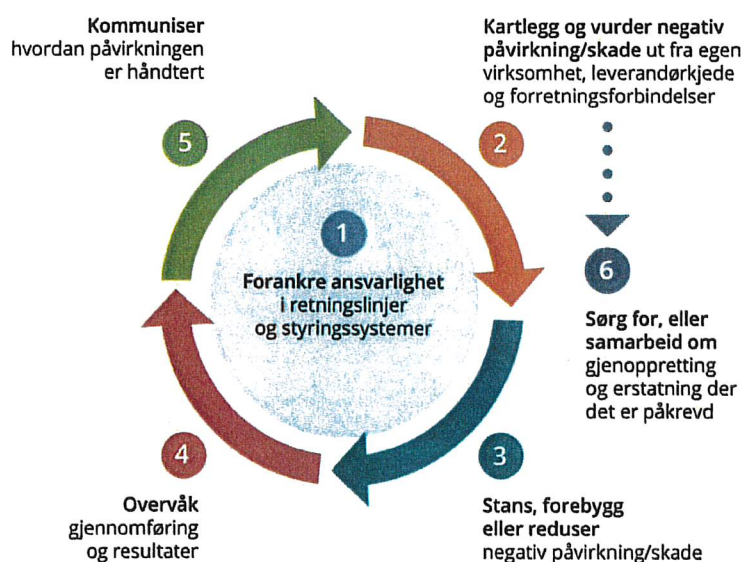 Kommuniser
hvordan påvirkningen
er håndtert
5
Kartlegg og vurder negativ
påvirkning/skade ut fra egen
virksomhet, leverandørkjede
og forretningsforbindelser
2
1
Forankre ansvarlighet
i retningslinjer
og styringssystemer
6
Sørg for, eller
samarbeid om
gjenoppretting
og erstatning der
det er påkrevd
4
Overvåk
gjennomføring
og resultater
3
Stans, forebygg
eller reduser
negativ påvirkning/skade